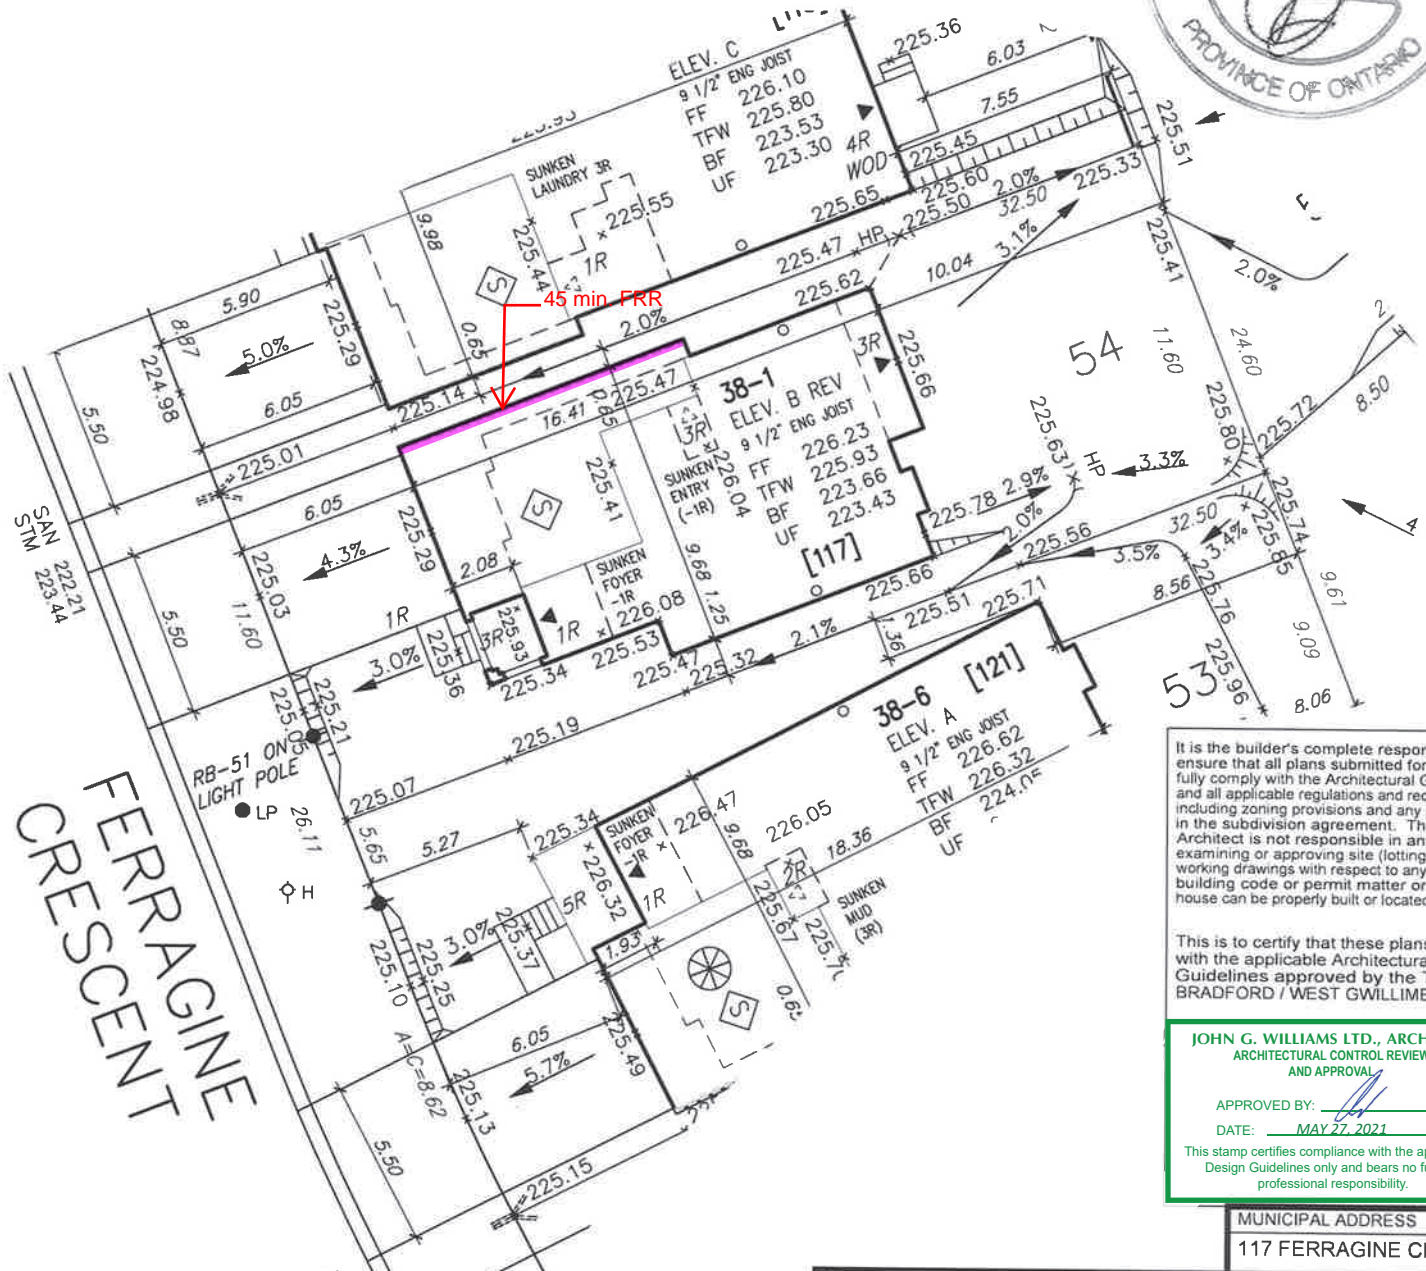 PROVINCE OF ONTARIO
225.36
6.03
7.55
225.51
ELEV. C
9 1/2" ENG JOIST
FF 226.10
TFW 225.80
BF 223.53
UF 223.30
4R
WOD
225.45
225.60
2.0%
225.33
225.65
225.50
32.50
3.1%
SUNKEN
LAUNDRY 3R
225.55
225.44
1R
9.98
S
45 min. FRR
225.47
HP
225.62
10.04
225.41
2.0%
5.90
8.87
225.29
5.0%
224.98
6.05
5.50
0.65
2.0%
225.14
225.01
16.41
0.65
225.47
38-1
ELEV. B REV
9 1/2" ENG JOIST
FF 226.23
TFW 225.93
BF 223.66
UF 223.43
[117]
3R
225.66
54
11.60
24.60
225.80
225.72
8.50
225.63
HP
3.3%
3R
SUNKEN
ENTRY
(-1R)
226.04
225.41
S
6.05
225.29
4.3%
225.03
11.60
5.50
2.08
SUNKEN
FOYER
-1R
226.08
9.68
1.25
225.78
2.9%
2.0%
225.56
32.50
3.4%
225.85
225.74
3.5%
8.56
225.76
225.96
9.61
9.09
8.06
4
SAN 222.21
STM 223.44
1R
3.0%
225.36
3R
225.93
1R
225.34
225.53
225.47
225.32
2.1%
225.66
225.51
1.36
225.71
53
225.05
225.21
225.19
225.07
RB-51 ON
LIGHT POLE
LP
26.11
H
5.65
5.27
225.34
38-6 [121]
ELEV. A
9 1/2" ENG JOIST
FF 226.62
TFW 226.32
BF
UF
SUNKEN
FOYER
-1R
226.47
226.32
1R
9.68
226.05
18.36
2R
225.67
SUNKEN
MUD
(3R)
5R
3.0%
225.37
1.93
225.10
225.25
S
A=C=8.62
6.05
5.7%
225.49
225.13
5.50
225.15
FERRAGINE
CRESCENT
It is the builder's complete
ensure that all plans submitted for
fully comply with the Architectural
and all applicable regulations and
including zoning provisions and any
in the subdivision agreement.
Architect is not responsible in
examining or approving site (lotting
working drawings with respect to any
building code or permit matter or
house can be properly built or located
This is to certify that these plans
with the applicable Architectural
Guidelines approved by the
BRADFORD / WEST
JOHN G. WILLIAMS LTD.,
ARCHITECTURAL CONTROL REVIEW
AND APPROVAL
APPROVED BY:
DATE: MAY 27, 2021
This stamp certifies compliance with the
Design Guidelines only and bears no
professional responsibility.
MUNICIPAL ADDRESS
117 FERRAGINE